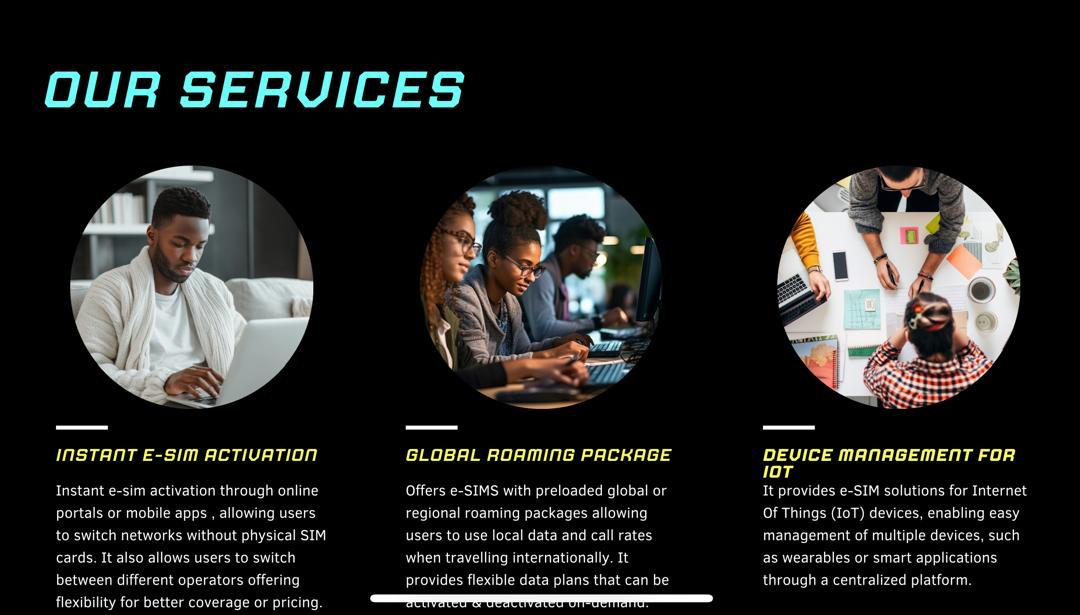 OUR SERVICES
INSTANT E-SIM ACTIVATION
Instant e-sim activation through online
portals or mobile apps , allowing users
to switch networks without physical SIM
cards. It also allows users to switch
between different operators offering
flexibility for better coverage or pricing.
GLOBAL ROAMING PACKAGE
Offers e-SIMS with preloaded global or
regional roaming packages allowing
users to use local data and call rates
when travelling internationally. It
provides flexible data plans that can be
activated & deactivated on-demand.
DEVICE MANAGEMENT FOR
IOT
It provides e-SIM solutions for Internet
Of Things (IoT) devices, enabling easy
management of multiple devices, such
as wearables or smart applications
through a centralized platform.